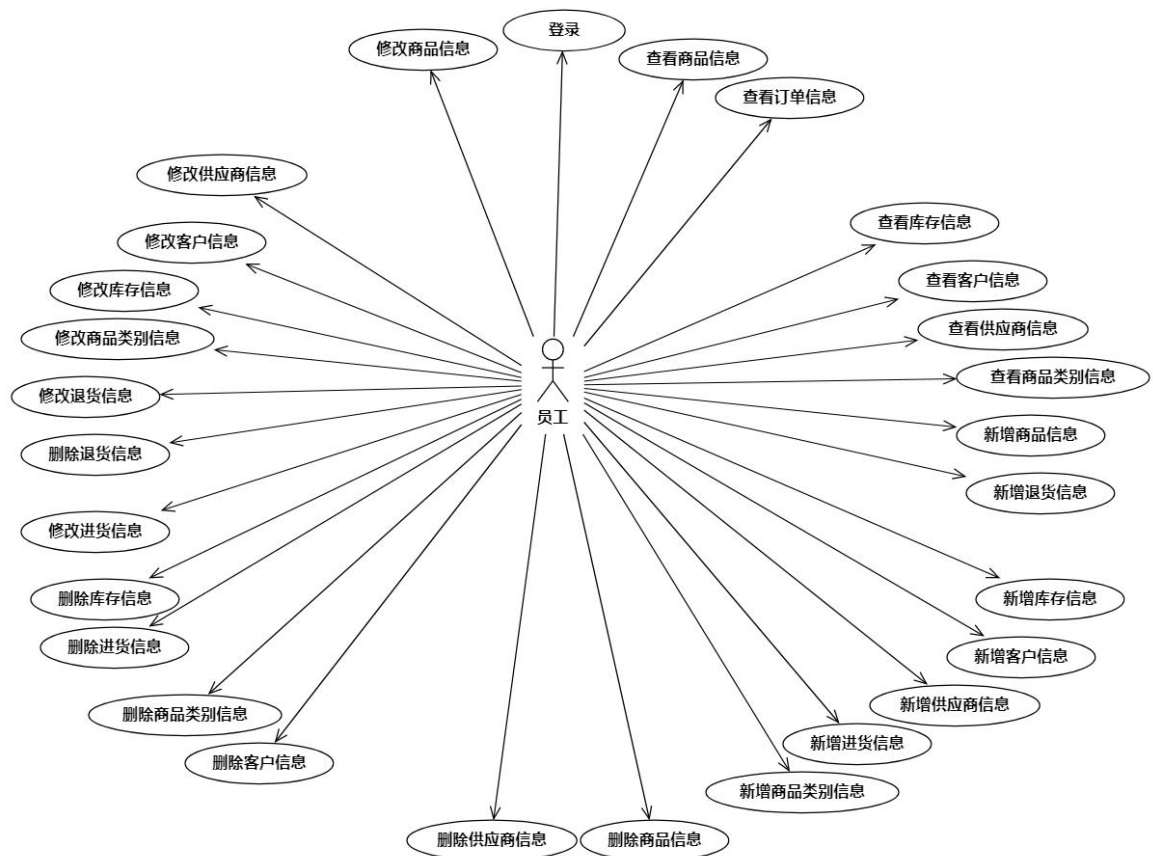 登录
修改商品信息
查看商品信息
查看订单信息
修改供应商信息
查看库存信息
修改客户信息
查看客户信息
修改库存信息
查看供应商信息
修改商品类别信息
查看商品类别信息
修改退货信息
员工
新增商品信息
删除退货信息
新增退货信息
修改进货信息
删除库存信息
新增库存信息
删除进货信息
新增客户信息
新增供应商信息
删除商品类别信息
新增进货信息
删除客户信息
新增商品类别信息
删除供应商信息
删除商品信息